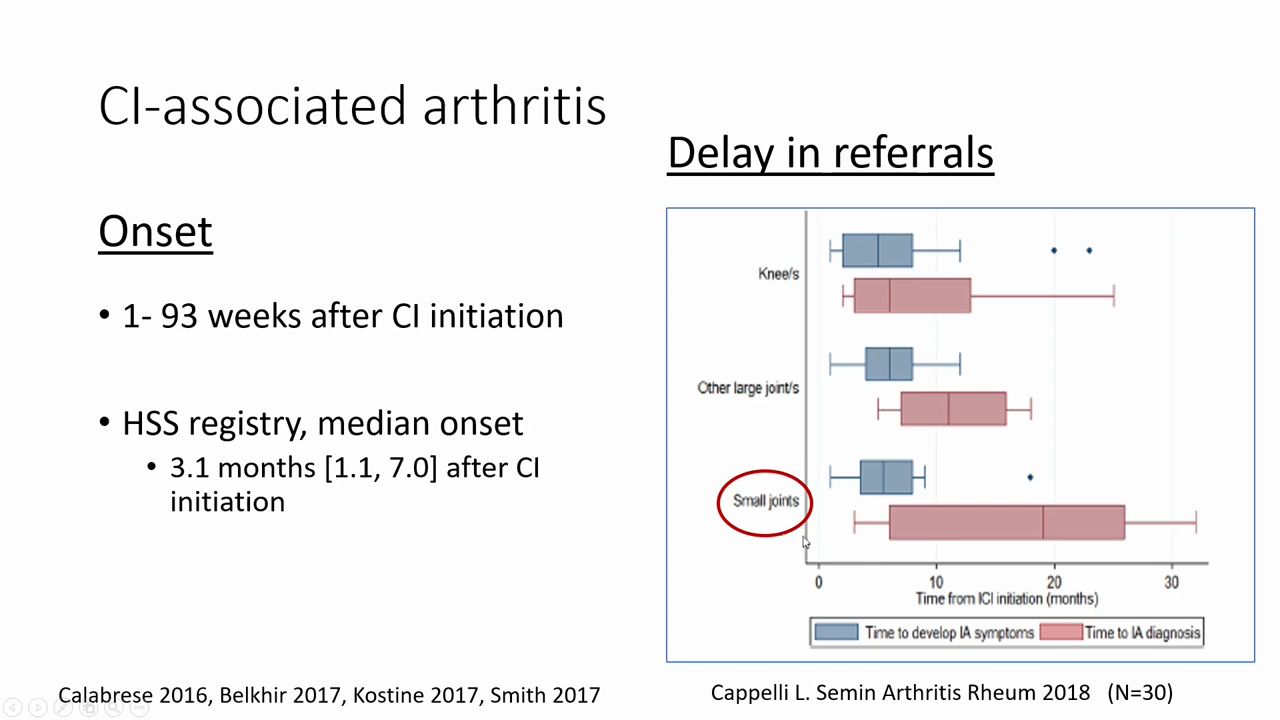 CI-associated arthritis
Onset
• 1- 93 weeks after CI initiation
• HSS registry, median onset
• 3.1 months [1.1, 7.0] after CI
initiation
Calabrese 2016, Belkhir 2017, Kostine 2017, Smith 2017
Delay in referrals
Knee/s
Other large joint/s
Small joints
0 10 20 30
Time from ICI initiation (months)
Time to develop IA symptoms Time to IA diagnosis
Cappelli L. Semin Arthritis Rheum 2018 (N=30)